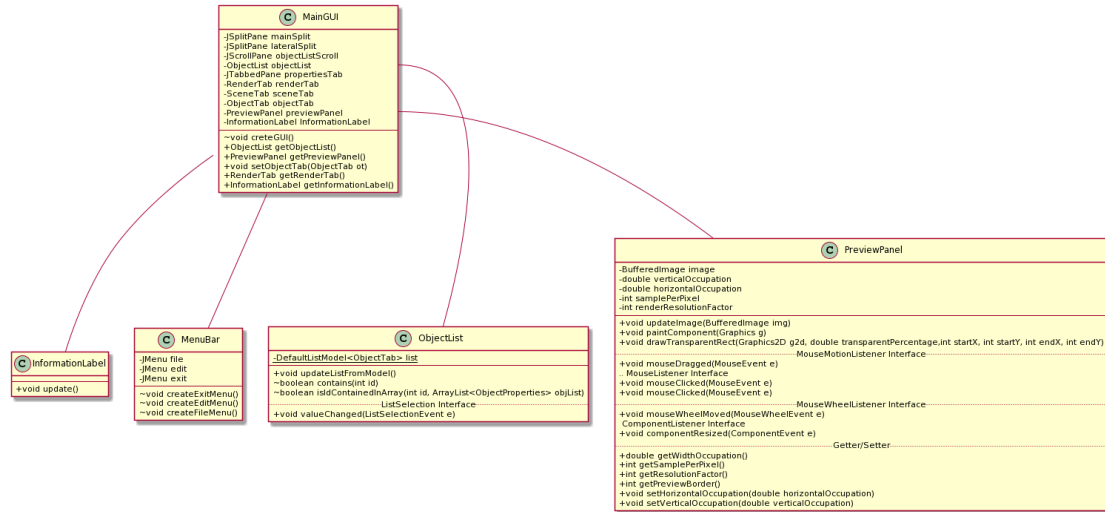 C MainGUI
-JSplitPane mainSplit
-JSplitPane lateralSplit
-JScrollPane objectListScroll
-ObjectList objectList
-JTabbedPane propertiesTab
-RenderTab renderTab
-SceneTab sceneTab
-ObjectTab objectTab
-PreviewPanel previewPanel
-InformationLabel InformationLabel
~void creteGUI()
+ObjectList getObjectList()
+PreviewPanel getPreviewPanel()
+void setObjectTab(ObjectTab ot)
+RenderTab getRenderTab()
+InformationLabel getInformationLabel()
C InformationLabel
+void update()
C MenuBar
-JMenu file
-JMenu edit
-JMenu exit
~void createExitMenu()
~void createEditMenu()
~void createFileMenu()
C ObjectList
-DefaultListModel<ObjectTab> list
+void updateListFromModel()
~boolean contains(int id)
~boolean isIdContainedInArray(int id, ArrayList<ObjectProperties> objList)
ListSelection Interface
+void valueChanged(ListSelectionEvent e)
C PreviewPanel
-BufferedImage image
-double verticalOccupation
-double horizontalOccupation
-int samplePerPixel
-int renderResolutionFactor
+void updateImage(BufferedImage img)
+void paintComponent(Graphics g)
+void drawTransparentRect(Graphics2D g2d, double transparentPercentage,int startX, int startY, int endX, int endY)
MouseMotionListener Interface
+void mouseDragged(MouseEvent e)
.. MouseListener Interface
+void mouseClicked(MouseEvent e)
+void mouseClicked(MouseEvent e)
MouseWheelListener Interface
+void mouseWheelMoved(MouseWheelEvent e)
ComponentListener Interface
+void componentResized(ComponentEvent e)
Getter/Setter
+double getWidthOccupation()
+int getSamplePerPixel()
+int getResolutionFactor()
+int getPreviewBorder()
+void setHorizontalOccupation(double horizontalOccupation)
+void setVerticalOccupation(double verticalOccupation)